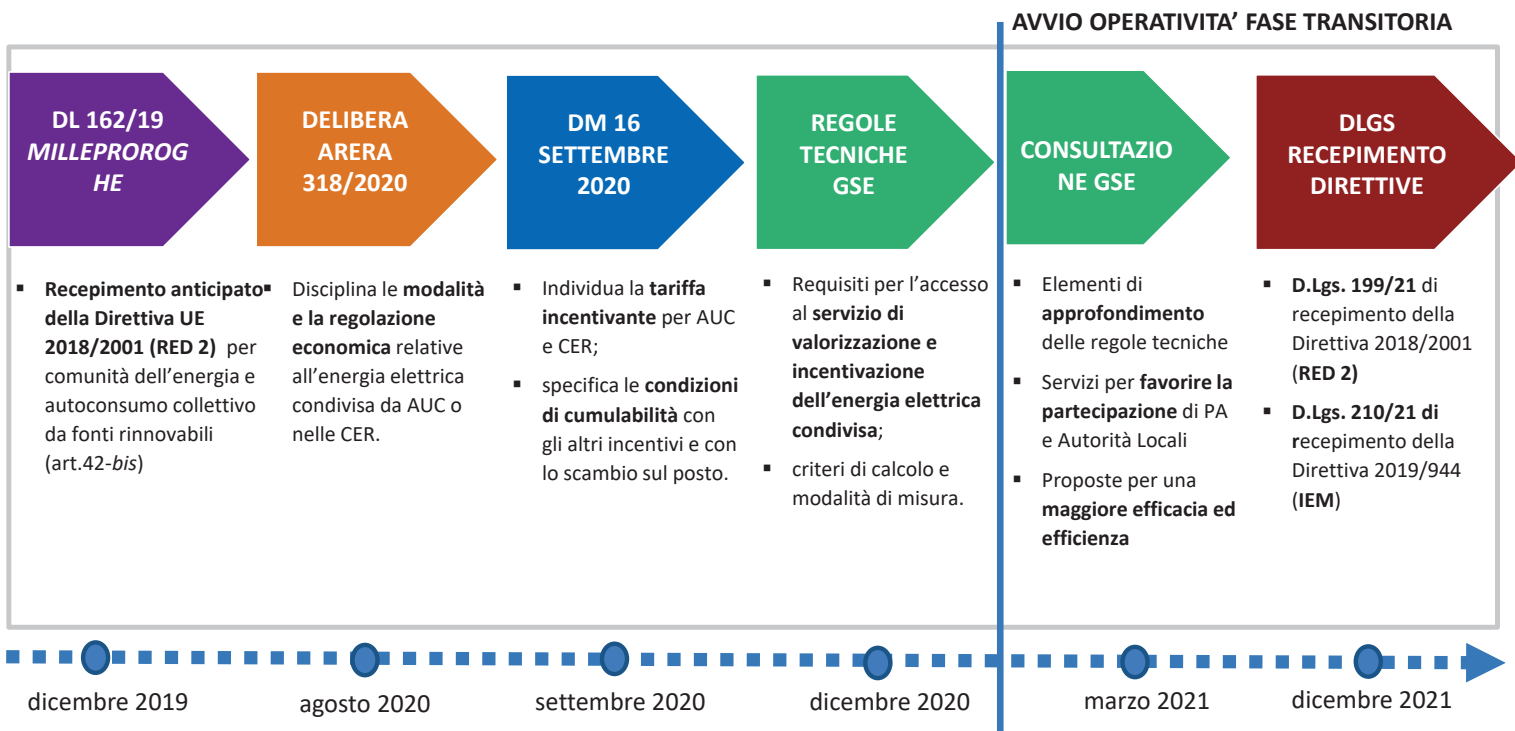 AVVIO OPERATIVITA’ FASE TRANSITORIA
DL 162/19
MILLEPROROG
HE
DELIBERA
ARERA
318/2020
DM 16
SETTEMBRE
2020
REGOLE
TECNICHE
GSE
CONSULTAZIO
NE GSE
DLGS
RECEPIMENTO
DIRETTIVE
▪ Recepimento anticipato
della Direttiva UE
2018/2001 (RED 2) per
comunità dell’energia e
autoconsumo collettivo
da fonti rinnovabili
(art.42-bis)
▪ Disciplina le modalità
e la regolazione
economica relative
all’energia elettrica
condivisa da AUC o
nelle CER.
▪ Individua la tariffa
incentivante per AUC
e CER;
▪ specifica le condizioni
di cumulabilità con
gli altri incentivi e con
lo scambio sul posto.
▪ Requisiti per l’accesso
al servizio di
valorizzazione e
incentivazione
dell’energia elettrica
condivisa;
▪ criteri di calcolo e
modalità di misura.
▪ Elementi di
approfondimento
delle regole tecniche
▪ Servizi per favorire la
partecipazione di PA
e Autorità Locali
▪ Proposte per una
maggiore efficacia ed
efficienza
▪ D.Lgs. 199/21 di
recepimento della
Direttiva 2018/2001
(RED 2)
▪ D.Lgs. 210/21 di
recepimento della
Direttiva 2019/944
(IEM)
dicembre 2019
agosto 2020
settembre 2020
dicembre 2020
marzo 2021
dicembre 2021